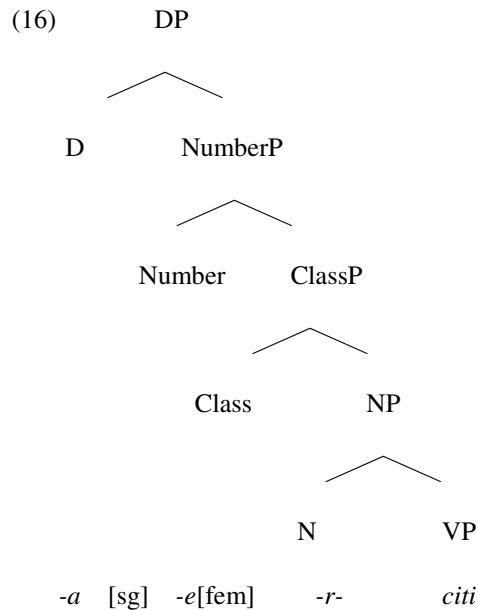 (16) DP
D NumberP
Number ClassP
Class NP
N VP
-a [sg] -e[fem] -r- citi